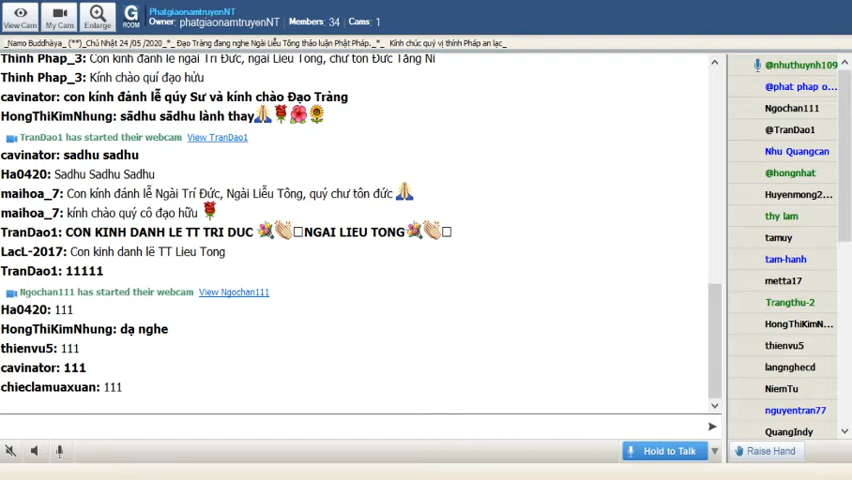 PhatgiaonamtruyenNT
Owner: phatgiaonamtruyenNT Members: 34 Cams: 1
View Cam
My Cam
Enlarge
G
ROOM
_Namo Buddhàya_ (**)_Chủ Nhật 24 /05 /2020_*_ Đạo Tràng đang nghe Ngài Liễu Tông thảo luận Phật Pháp._*_ Kính chúc quý vị thính Pháp an lạc_
Thinh Phap_3: Con kính đảnh lễ ngài Trí Đức, ngài Liễu Tông, chư tôn Đức Tăng Ni
Thinh Phap_3: Kính chào quí đạo hửu
cavinator: con kính đảnh lễ qúy Sư và kính chào Đạo Tràng
HongThiKimNhung: sādhu sādhu lành thay🙏🌹🌺🌻
TranDao1 has started their webcam View TranDao1
cavinator: sadhu sadhu
Ha0420: Sadhu Sadhu Sadhu
maihoa_7: Con kính đánh lễ Ngài Trí Đức, Ngài Liễu Tông, quý chư tôn đức 🙏
maihoa_7: kính chào quý cô đạo hữu 🌹
TranDao1: CON KINH DANH LE TT TRI DUC 💐👏□NGAI LIEU TONG💐👏□
LacL-2017: Con kinh danh lễ TT Lieu Tong
TranDao1: 11111
Ngochan111 has started their webcam View Ngochan111
Ha0420: 111
HongThiKimNhung: dạ nghe
thienvu5: 111
cavinator: 111
chieclamuaxuan: 111
Hold to Talk
@nhuthuynh109
@phat phap o...
Ngochan111
@TranDao1
Nhu Quangcan
@hongnhat
Huyenmong2...
thy lam
tamuy
tam-hanh
metta17
Trangthu-2
HongThiKimN...
thienvu5
langnghecd
NiemTu
nguyentran77
QuangIndy
Raise Hand